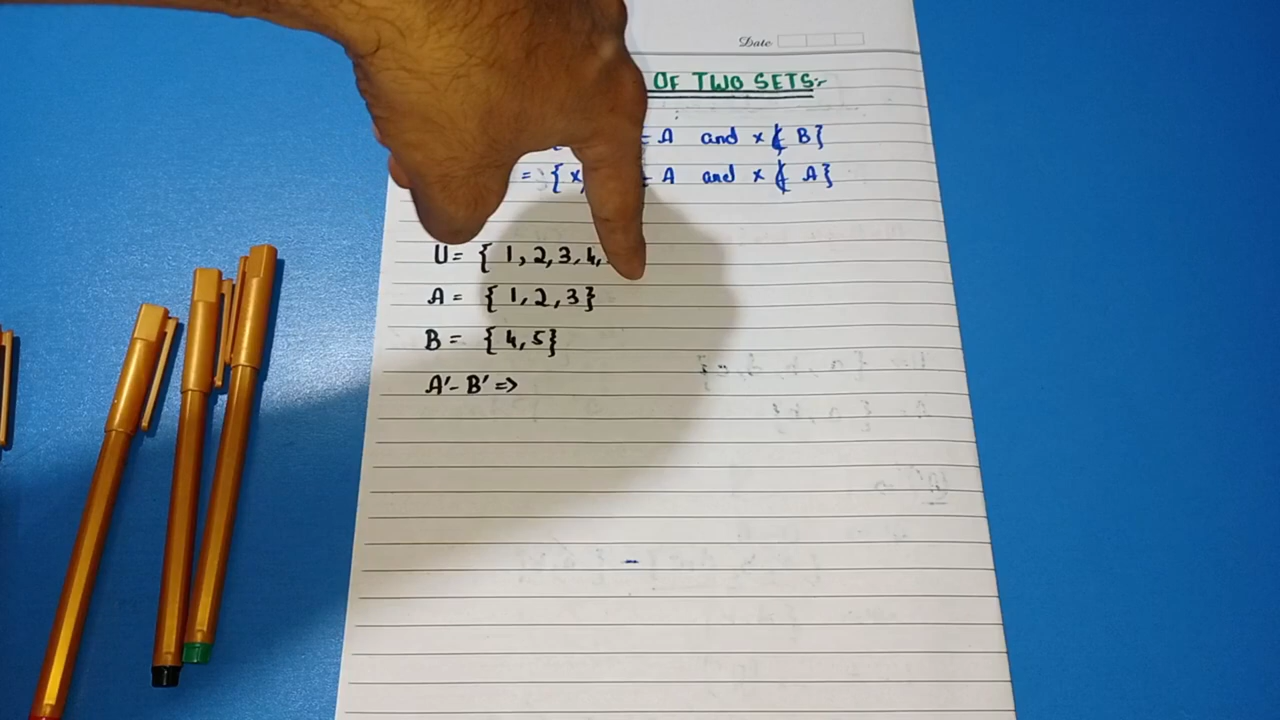 Date
OF TWO SETS:-
A and x ∉ B}
= {x, A and x ∉ A}
U = { 1, 2, 3, 4,
A = { 1, 2, 3}
B = { 4, 5}
A' - B' =>